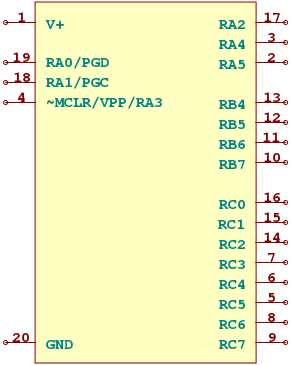 1 V+ RA2 17
RA4 3
19 RA0/PGD RA5 2
18 RA1/PGC
4 ~MCLR/VPP/RA3 RB4 13
RB5 12
RB6 11
RB7 10
RC0 16
RC1 15
RC2 14
RC3 7
RC4 6
RC5 5
RC6 8
20 GND RC7 9